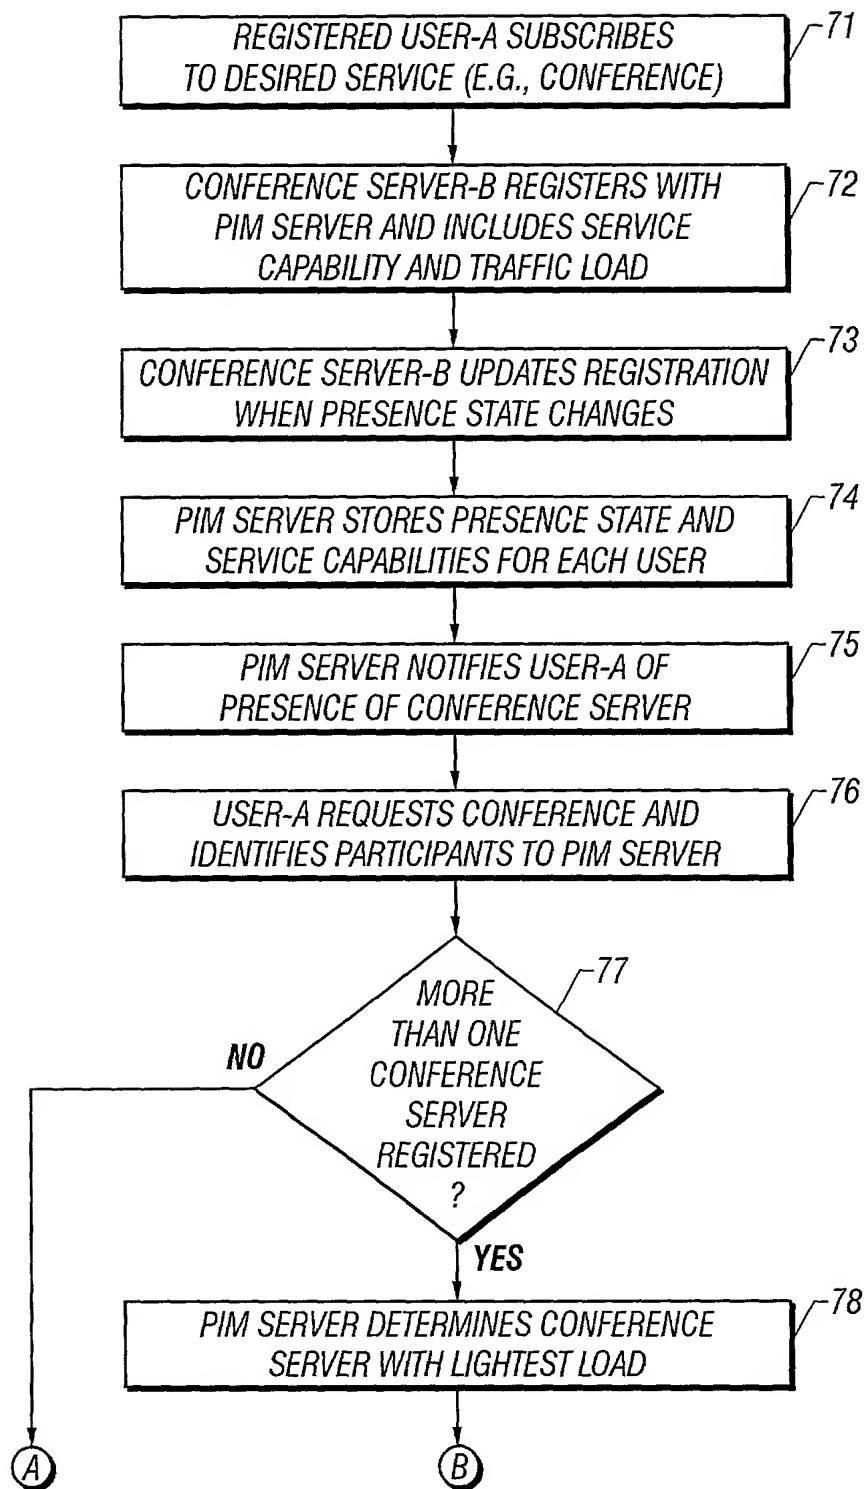 71
REGISTERED USER-A SUBSCRIBES
TO DESIRED SERVICE (E.G., CONFERENCE)
72
CONFERENCE SERVER-B REGISTERS WITH
PIM SERVER AND INCLUDES SERVICE
CAPABILITY AND TRAFFIC LOAD
73
CONFERENCE SERVER-B UPDATES REGISTRATION
WHEN PRESENCE STATE CHANGES
74
PIM SERVER STORES PRESENCE STATE AND
SERVICE CAPABILITIES FOR EACH USER
75
PIM SERVER NOTIFIES USER-A OF
PRESENCE OF CONFERENCE SERVER
76
USER-A REQUESTS CONFERENCE AND
IDENTIFIES PARTICIPANTS TO PIM SERVER
77
MORE
THAN ONE
CONFERENCE
SERVER
REGISTERED
?
NO
YES
78
PIM SERVER DETERMINES CONFERENCE
SERVER WITH LIGHTEST LOAD
A
B